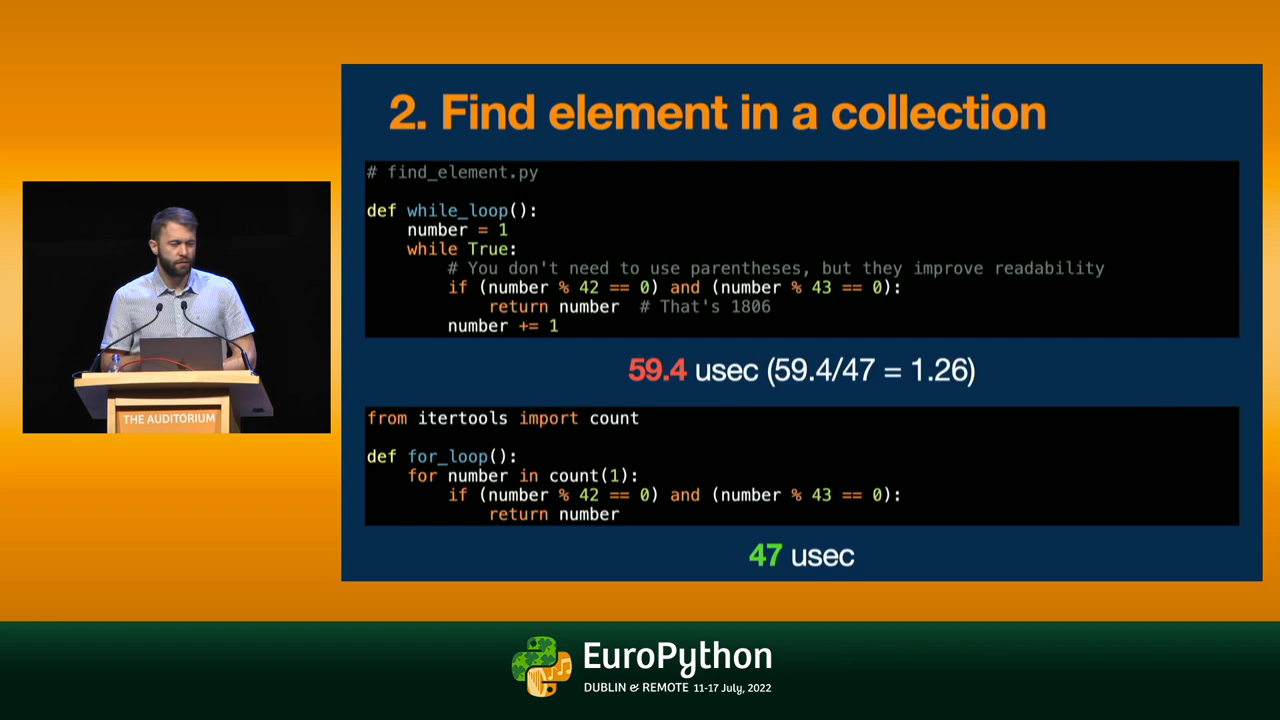 2. Find element in a collection
# find_element.py
def while_loop():
number = 1
while True:
# You don't need to use parentheses, but they improve readability
if (number % 42 == 0) and (number % 43 == 0):
return number # That's 1806
number += 1
59.4 usec (59.4/47 = 1.26)
from itertools import count
def for_loop():
for number in count(1):
if (number % 42 == 0) and (number % 43 == 0):
return number
47 usec
THE AUDITORIUM
EuroPython
DUBLIN & REMOTE 11-17 July, 2022